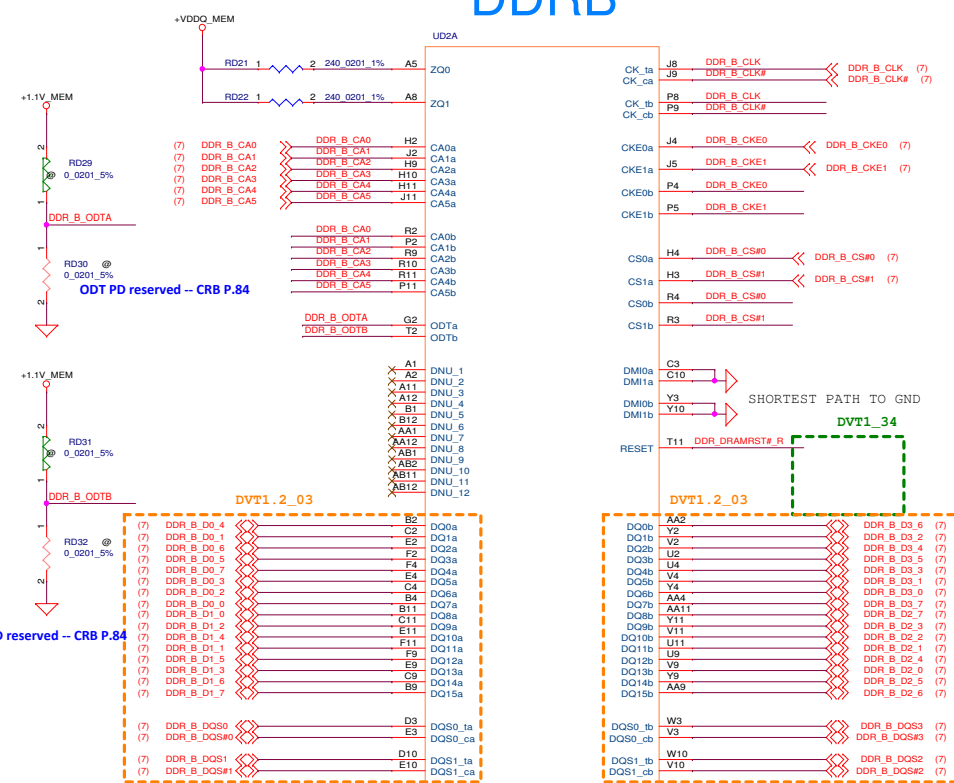 DDRB
+VDDQ_MEM
UD2A
RD21 1 2 240_0201_1% A5 ZQ0
RD22 1 2 240_0201_1% A8 ZQ1
+1.1V_MEM
2
RD29
@
0_0201_5%
1
DDR_B_ODTA
1
RD30 @
0_0201_5%
2
ODT PD reserved -- CRB P.84
(7) DDR_B_CA0 DDR_B_CA0 H2 CA0a
(7) DDR_B_CA1 DDR_B_CA1 J2 CA1a
(7) DDR_B_CA2 DDR_B_CA2 H9 CA2a
(7) DDR_B_CA3 DDR_B_CA3 H10 CA3a
(7) DDR_B_CA4 DDR_B_CA4 H11 CA4a
(7) DDR_B_CA5 DDR_B_CA5 J11 CA5a
DDR_B_CA0 R2 CA0b
DDR_B_CA1 P2 CA1b
DDR_B_CA2 R9 CA2b
DDR_B_CA3 R10 CA3b
DDR_B_CA4 R11 CA4b
DDR_B_CA5 P11 CA5b
DDR_B_ODTA G2 ODTa
DDR_B_ODTB T2 ODTb
A1 DNU_1
A2 DNU_2
A11 DNU_3
A12 DNU_4
B1 DNU_5
B12 DNU_6
AA1 DNU_7
AA12 DNU_8
AB1 DNU_9
AB2 DNU_10
AB11 DNU_11
AB12 DNU_12
+1.1V_MEM
2
RD31
@
0_0201_5%
1
DDR_B_ODTB
1
RD32 @
0_0201_5%
2
reserved -- CRB P.84
DVT1.2_03
(7) DDR_B_D0_4 B2 DQ0a
(7) DDR_B_D0_1 C2 DQ1a
(7) DDR_B_D0_6 E2 DQ2a
(7) DDR_B_D0_5 F2 DQ3a
(7) DDR_B_D0_7 F4 DQ4a
(7) DDR_B_D0_3 E4 DQ5a
(7) DDR_B_D0_2 C4 DQ6a
(7) DDR_B_D0_0 B4 DQ7a
(7) DDR_B_D1_0 B11 DQ8a
(7) DDR_B_D1_2 C11 DQ9a
(7) DDR_B_D1_4 E11 DQ10a
(7) DDR_B_D1_1 F11 DQ11a
(7) DDR_B_D1_5 F9 DQ12a
(7) DDR_B_D1_3 E9 DQ13a
(7) DDR_B_D1_6 C9 DQ14a
(7) DDR_B_D1_7 B9 DQ15a
(7) DDR_B_DQS0 D3 DQS0_ta
(7) DDR_B_DQS#0 E3 DQS0_ca
(7) DDR_B_DQS1 D10 DQS1_ta
(7) DDR_B_DQS#1 E10 DQS1_ca
CK_ta J8 DDR_B_CLK DDR_B_CLK (7)
CK_ca J9 DDR_B_CLK# DDR_B_CLK# (7)
CK_tb P8 DDR_B_CLK
CK_cb P9 DDR_B_CLK#
CKE0a J4 DDR_B_CKE0 DDR_B_CKE0 (7)
CKE1a J5 DDR_B_CKE1 DDR_B_CKE1 (7)
CKE0b P4 DDR_B_CKE0
CKE1b P5 DDR_B_CKE1
CS0a H4 DDR_B_CS#0 DDR_B_CS#0 (7)
CS1a H3 DDR_B_CS#1 DDR_B_CS#1 (7)
CS0b R4 DDR_B_CS#0
CS1b R3 DDR_B_CS#1
DMI0a C3
DMI1a C10
DMI0b Y3
DMI1b Y10
SHORTEST PATH TO GND
DVT1_34
RESET T11 DDR_DRAMRST#_R
DVT1.2_03
DQ0b AA2 DDR_B_D3_6 (7)
DQ1b Y2 DDR_B_D3_2 (7)
DQ2b V2 DDR_B_D3_4 (7)
DQ3b U2 DDR_B_D3_5 (7)
DQ4b U4 DDR_B_D3_3 (7)
DQ5b V4 DDR_B_D3_1 (7)
DQ6b Y4 DDR_B_D3_0 (7)
DQ7b AA4 DDR_B_D3_7 (7)
DQ8b AA11 DDR_B_D2_7 (7)
DQ9b Y11 DDR_B_D2_3 (7)
DQ10b V11 DDR_B_D2_2 (7)
DQ11b U11 DDR_B_D2_1 (7)
DQ12b U9 DDR_B_D2_4 (7)
DQ13b V9 DDR_B_D2_0 (7)
DQ14b Y9 DDR_B_D2_5 (7)
DQ15b AA9 DDR_B_D2_6 (7)
DQS0_tb W3 DDR_B_DQS3 (7)
DQS0_cb V3 DDR_B_DQS#3 (7)
DQS1_tb W10 DDR_B_DQS2 (7)
DQS1_cb V10 DDR_B_DQS#2 (7)